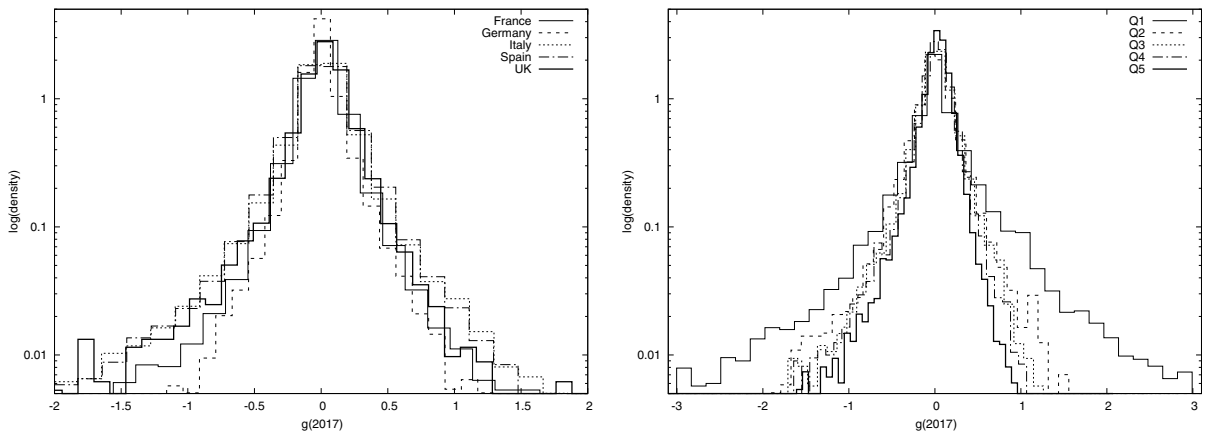 France
Germany
Italy
Spain
UK
1
0.1
0.01
log(density)
-2 -1.5 -1 -0.5 0 0.5 1 1.5 2
g(2017)
Q1
Q2
Q3
Q4
Q5
1
0.1
0.01
log(density)
-3 -2 -1 0 1 2 3
g(2017)